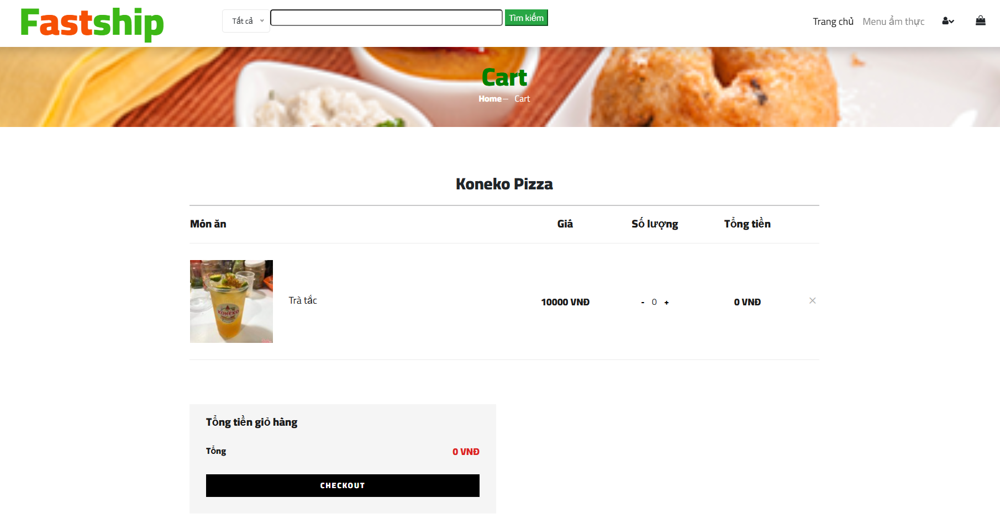 Fastship
Tất cả
Tìm kiếm
Trang chủ
Menu ẩm thực
Cart
Home— Cart
Koneko Pizza
Món ăn Giá Số lượng Tổng tiền
KONEKO
Trà tắc 10000 VNĐ - 0 + 0 VNĐ ×
Tổng tiền giỏ hàng
Tổng 0 VNĐ
CHECKOUT